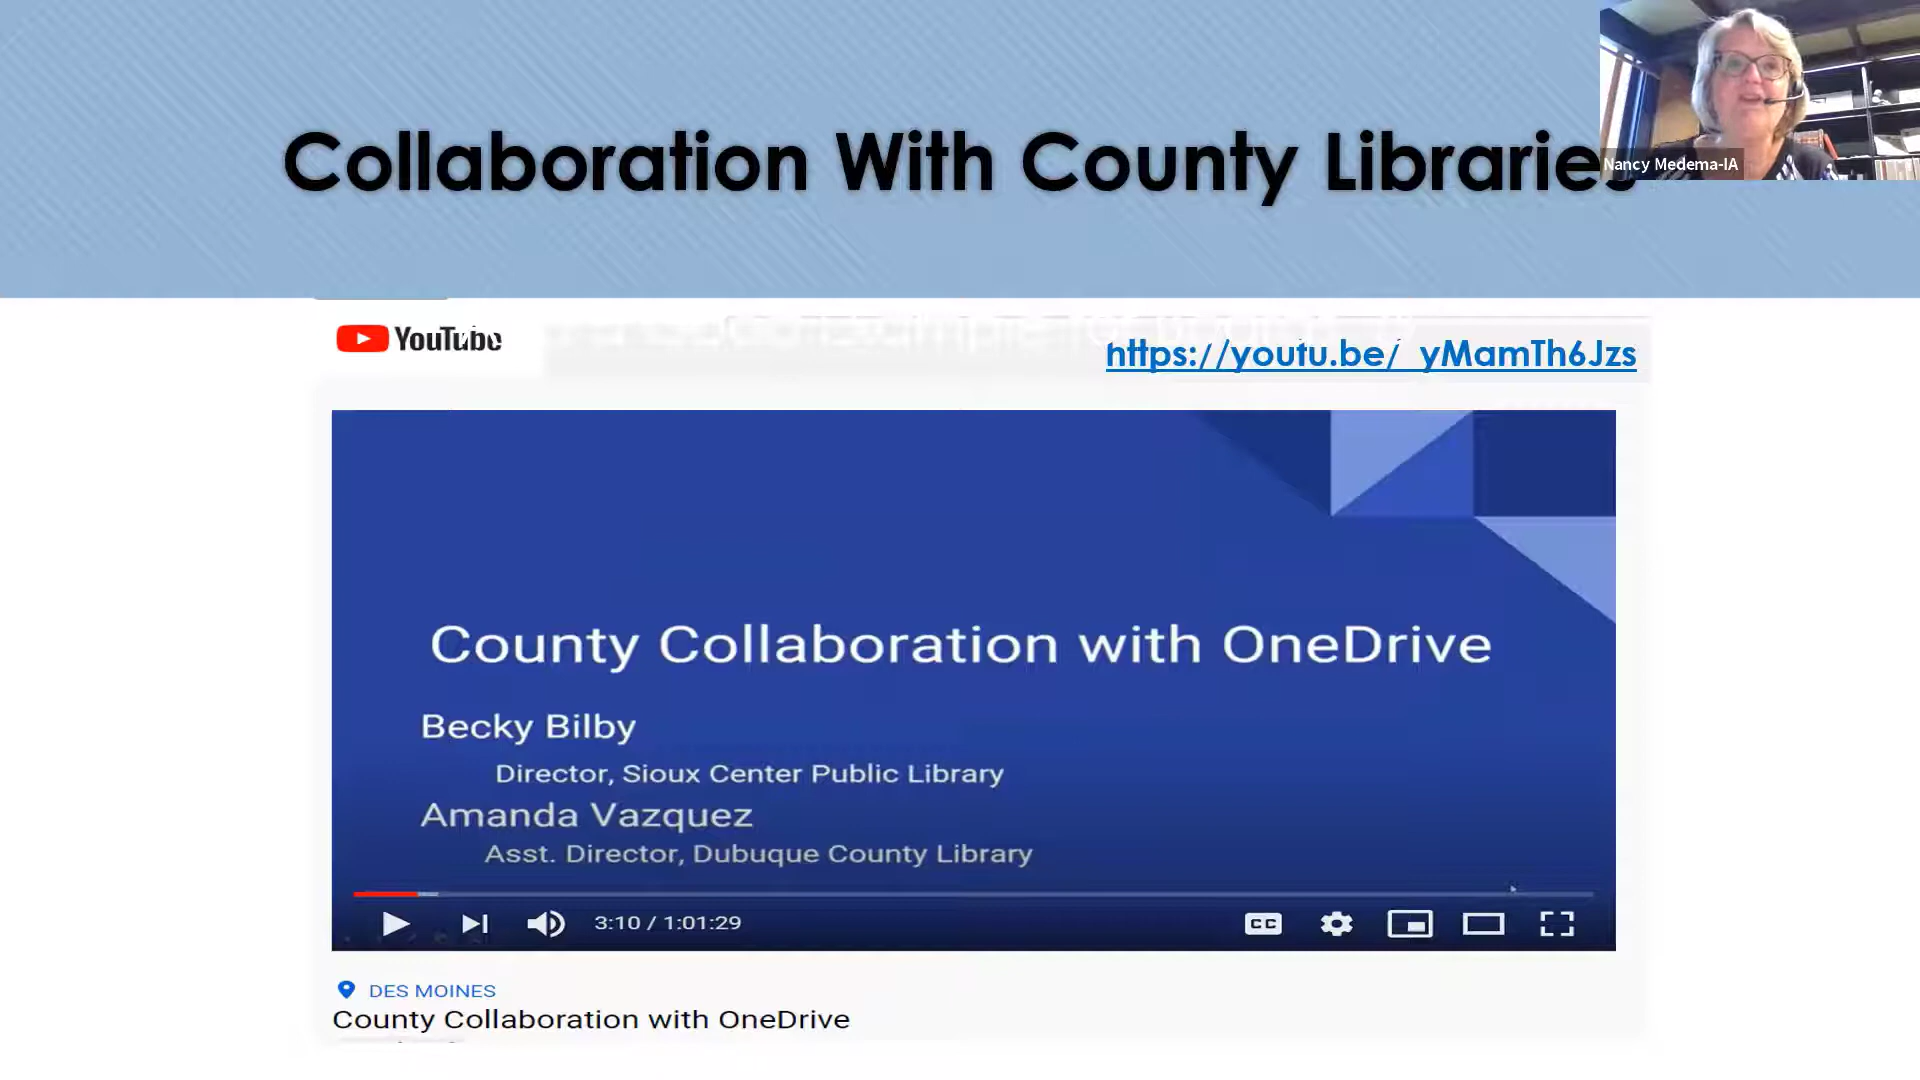 Collaboration With County Libraries
Nancy Medema-IA
YouTube
https://youtu.be/_yMamTh6Jzs
County Collaboration with OneDrive
Becky Bilby
Director, Sioux Center Public Library
Amanda Vazquez
Asst. Director, Dubuque County Library
3:10 / 1:01:29
CC
DES MOINES
County Collaboration with OneDrive